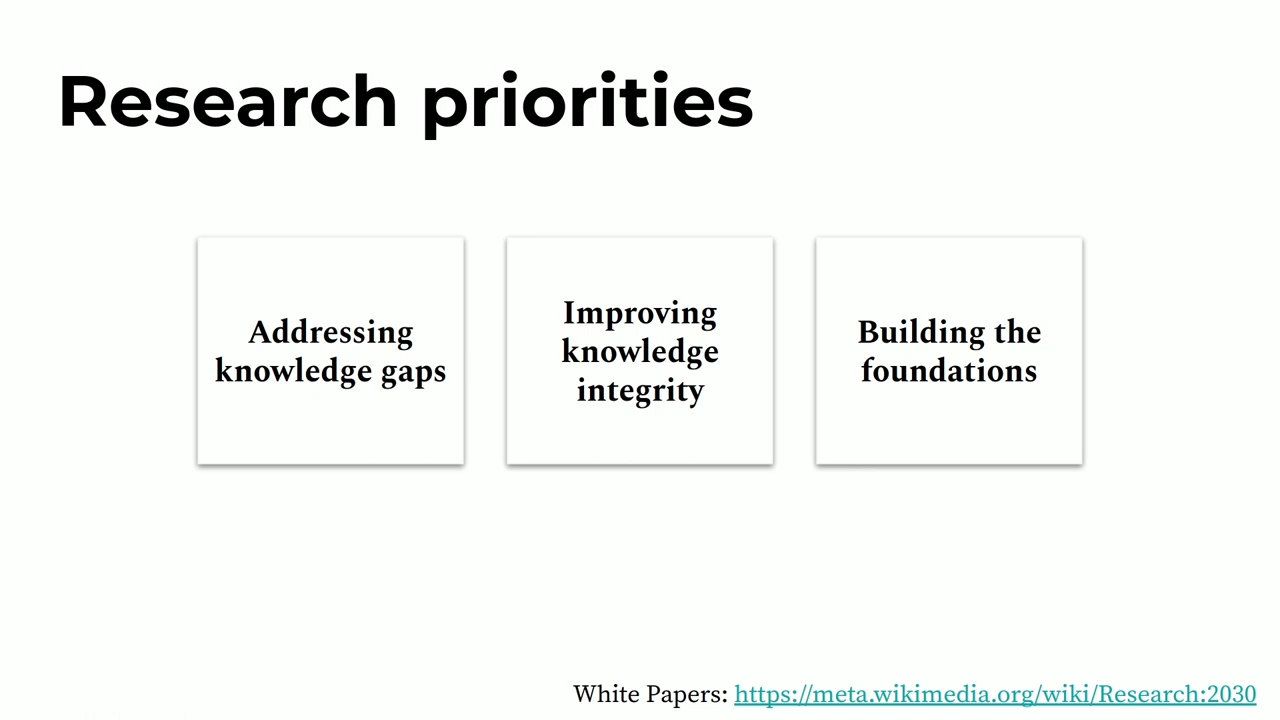 Research priorities
Addressing
knowledge gaps
Improving
knowledge
integrity
Building the
foundations
White Papers: https://meta.wikimedia.org/wiki/Research:2030